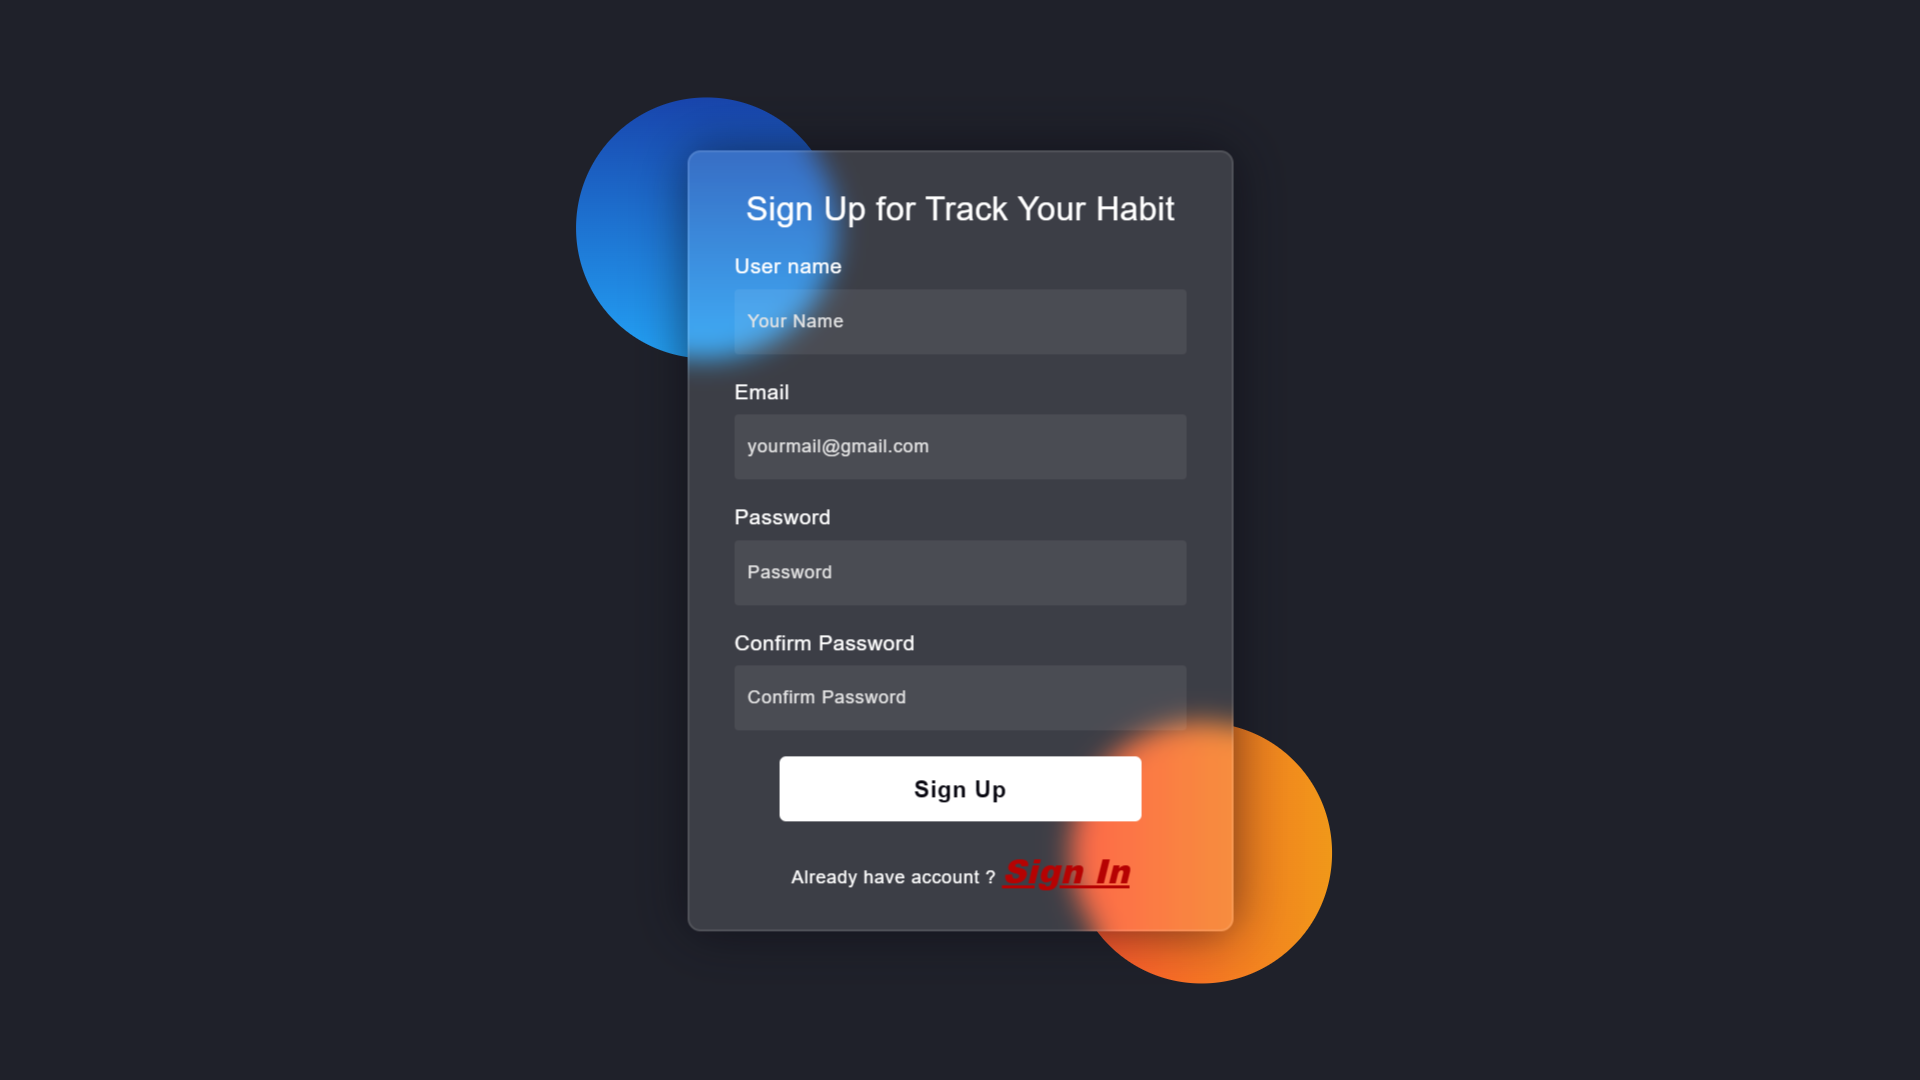 Sign Up for Track Your Habit
User name
Your Name
Email
yourmail@gmail.com
Password
Password
Confirm Password
Confirm Password
Sign Up
Already have account ? Sign In